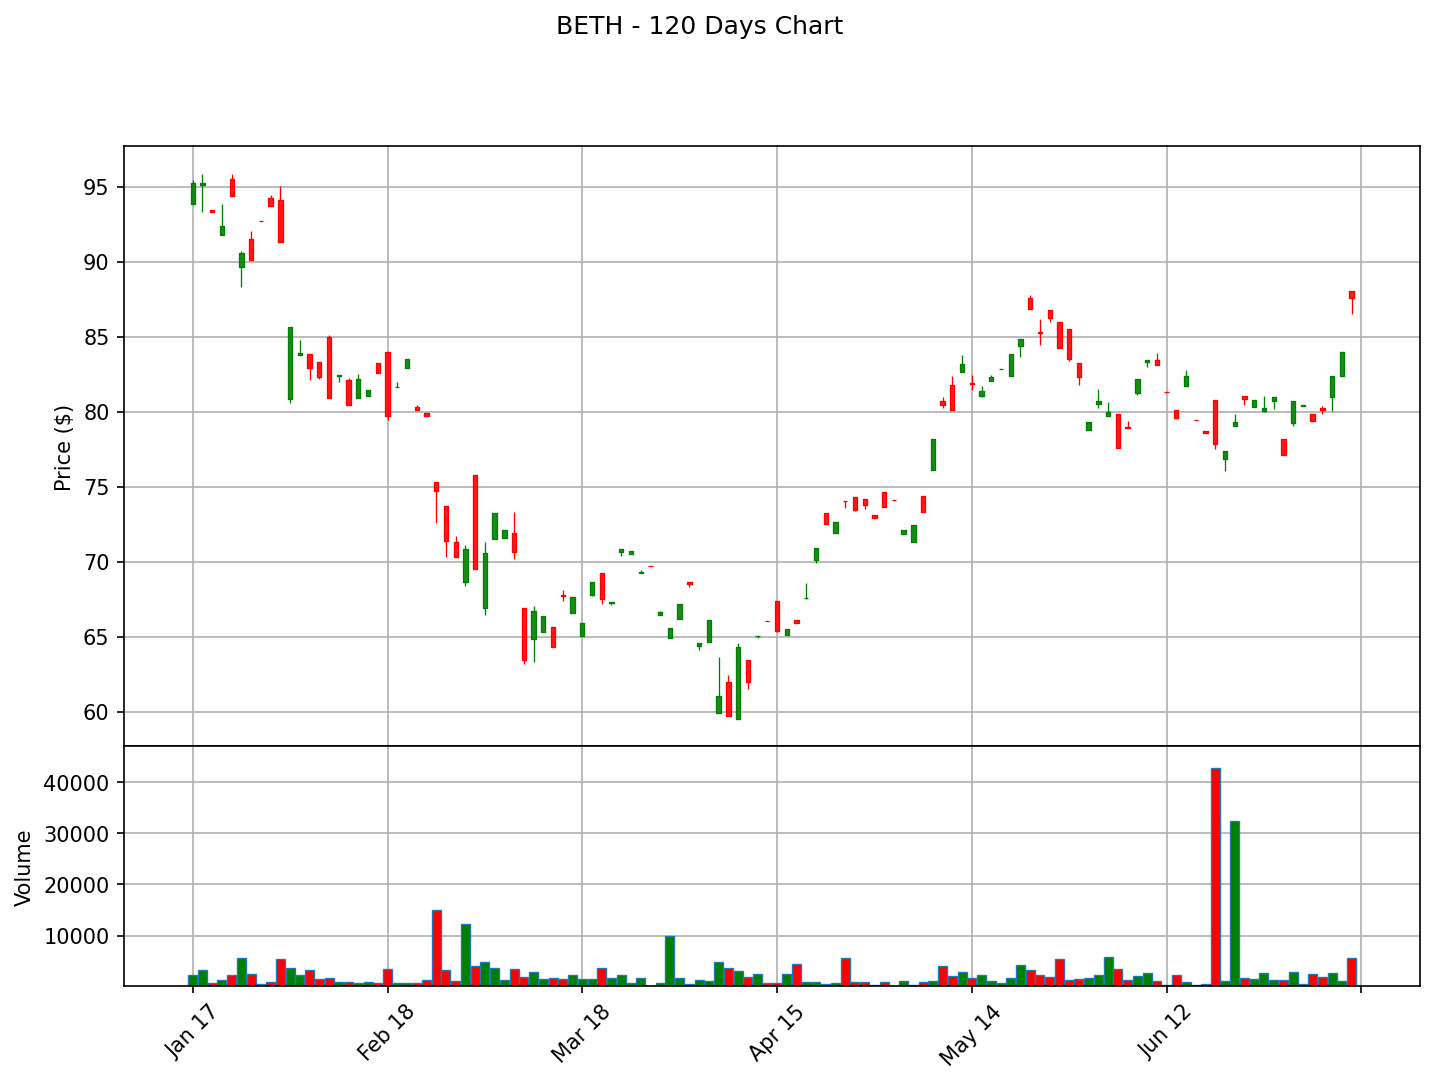 BETH - 120 Days Chart
95
90
85
80
75
70
65
60
Price ($)
40000
30000
20000
10000
Volume
Jan 17
Feb 18
Mar 18
Apr 15
May 14
Jun 12